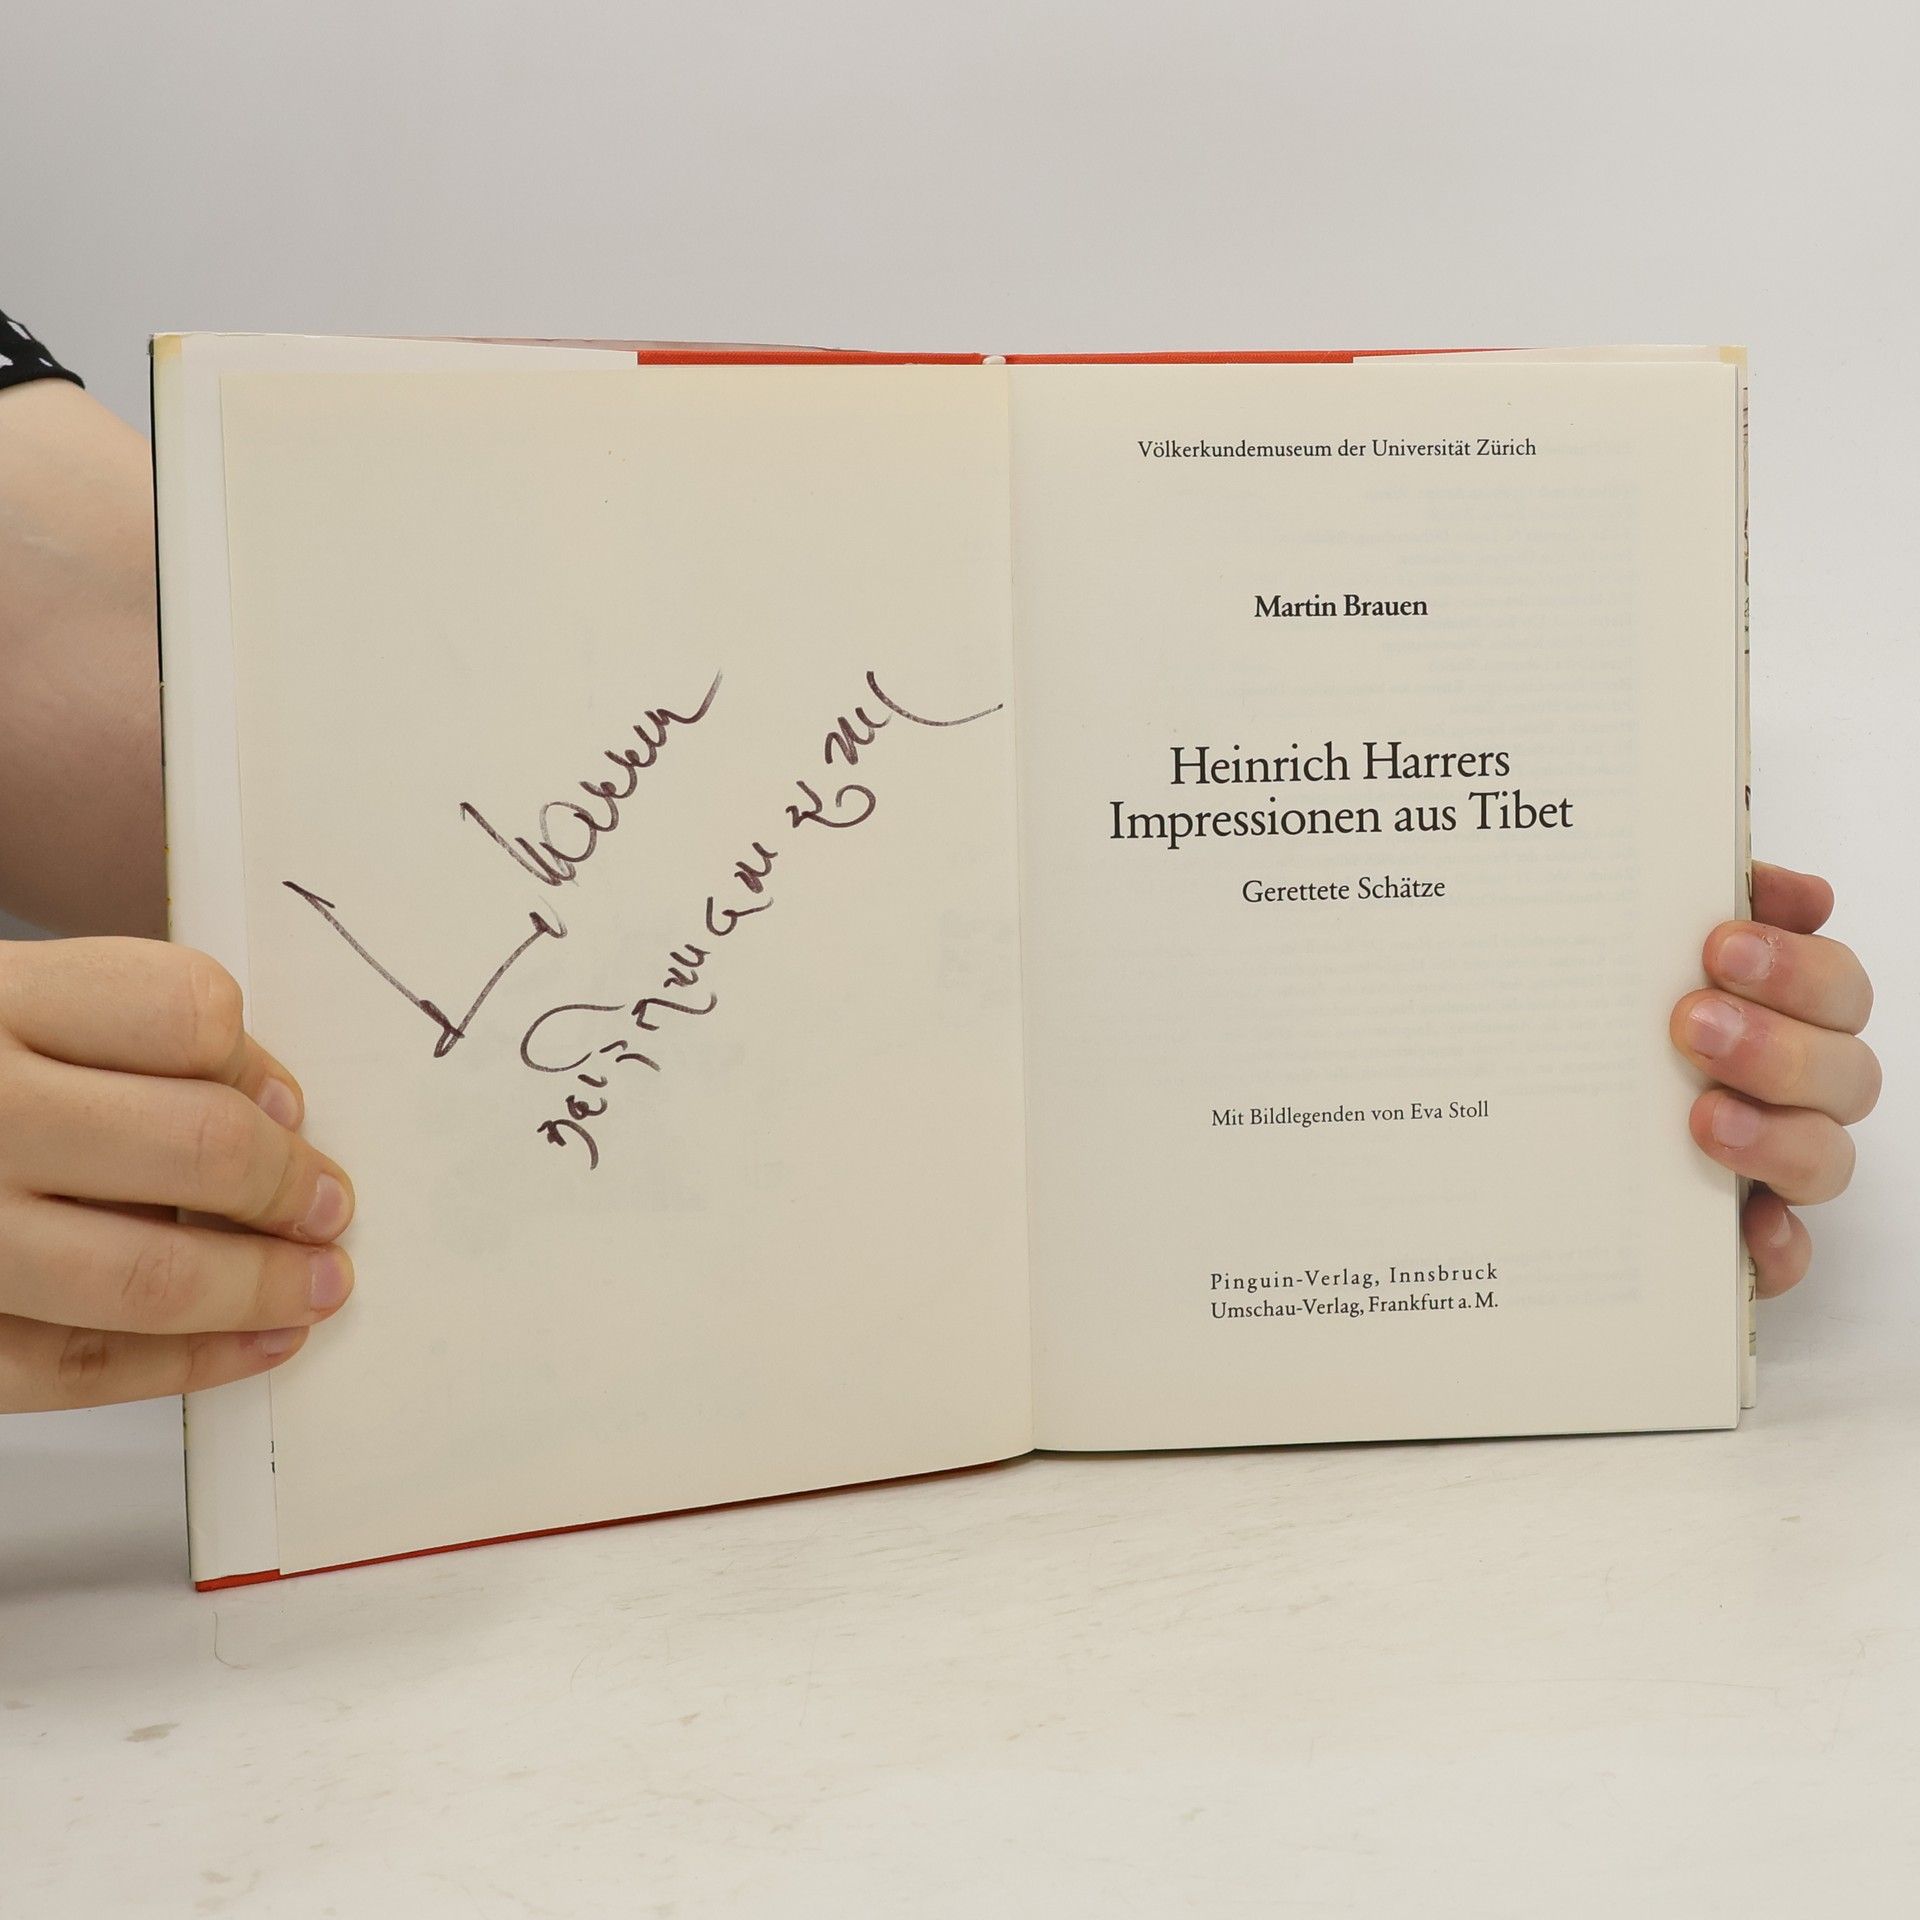 Harrer
Völkerkundemuseum der Universität Zürich
Martin Brauen
Heinrich Harrers
Impressionen aus Tibet
Gerettete Schätze
Mit Bildlegenden von Eva Stoll
Pinguin-Verlag, Innsbruck
Umschau-Verlag, Frankfurt a. M.